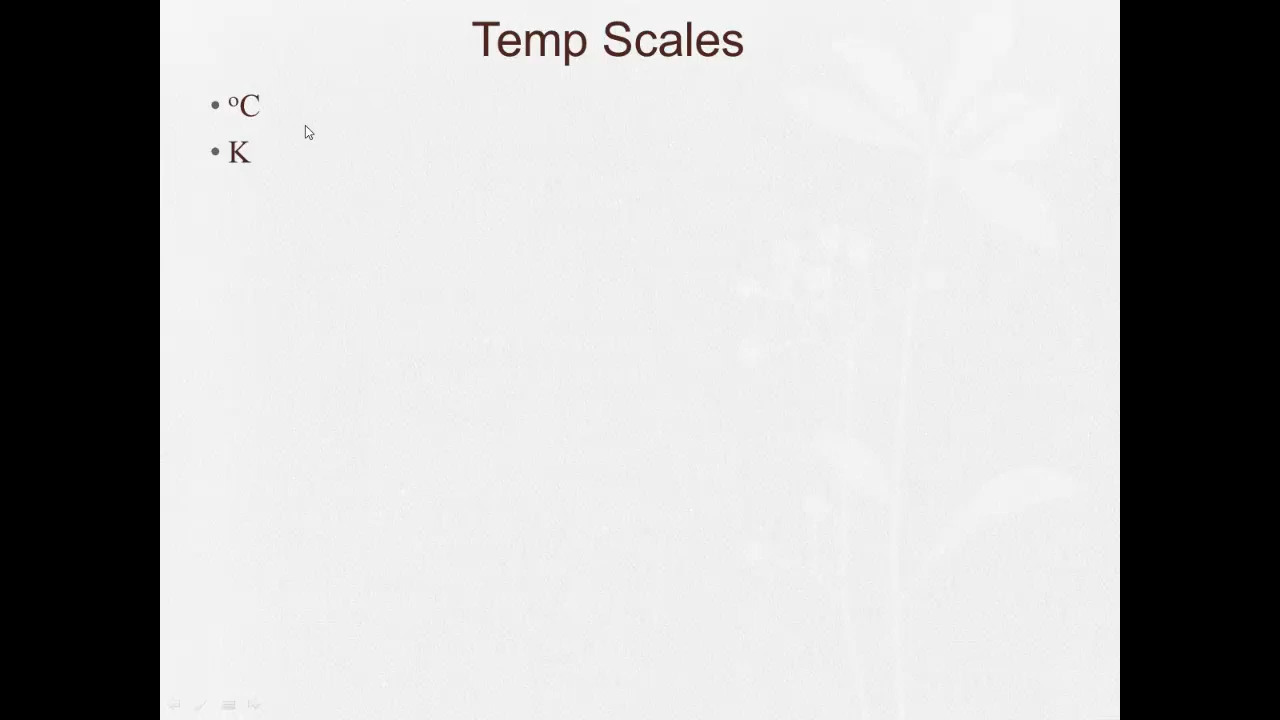 Temp Scales
• ºC
• K